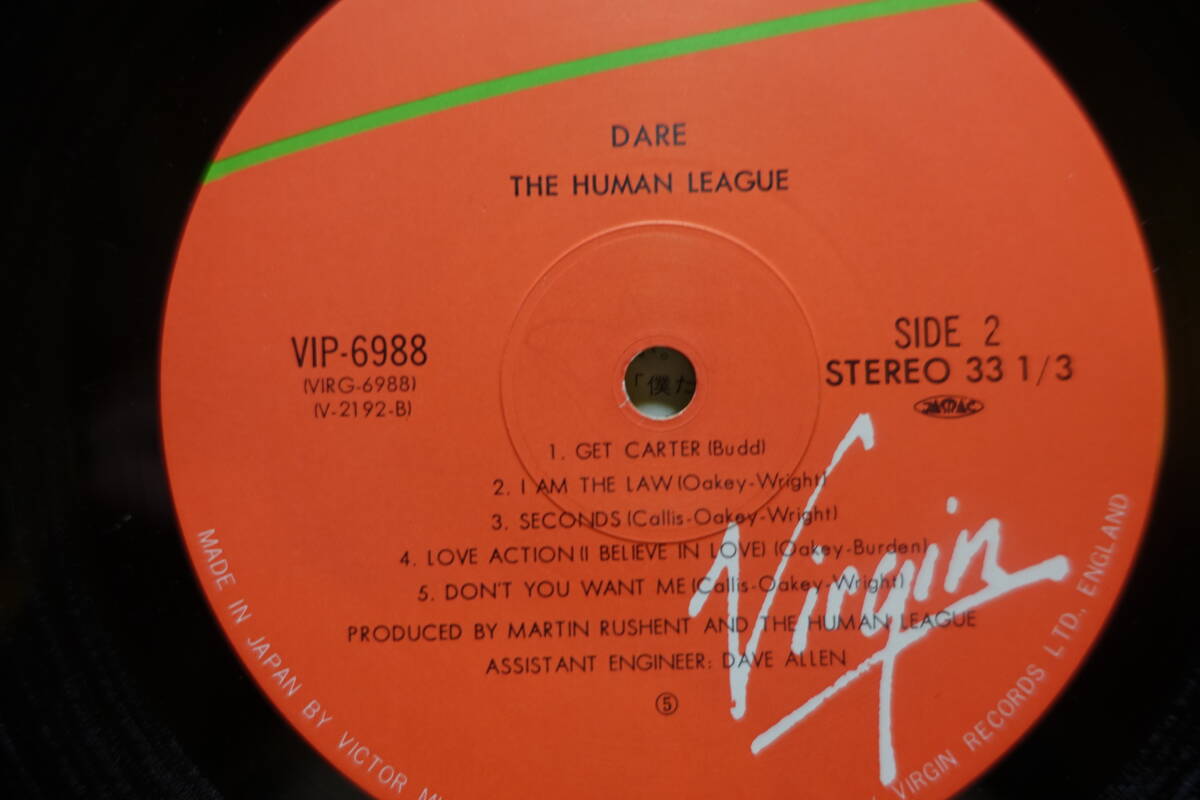 DARE
THE HUMAN LEAGUE
VIP-6988
(VIRG-6988)
(V-2192-B)
SIDE 2
STEREO 33 1/3
JASRAC
「僕た
1. GET CARTER (Budd)
2. I AM THE LAW (Oakey-Wright)
3. SECONDS (Callis-Oakey-Wright)
4. LOVE ACTION (I BELIEVE IN LOVE) (Oakey-Burden)
5. DON'T YOU WANT ME (Callis-Oakey-Wright)
PRODUCED BY MARTIN RUSHENT AND THE HUMAN LEAGUE
ASSISTANT ENGINEER: DAVE ALLEN
⑤
Virgin
MADE IN JAPAN BY VICTOR
VIRGIN RECORDS LTD., ENGLAND